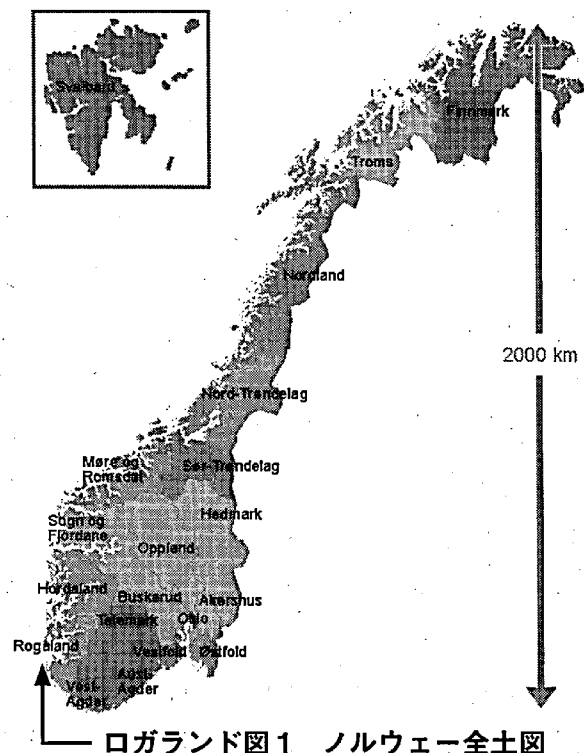 Svalbard
Finnmark
Troms
Nordland
2000 km
Nord-Trøndelag
Møre og
Romsdal
Sør-Trøndelag
Sogn og
Fjordane
Hedmark
Oppland
Hordaland
Buskerud
Akershus
Telemark
Oslo
Rogaland
Vestfold
Østfold
Aust-
Agder
Vest-
Agder
ロガランド図1 ノルウェー全土図